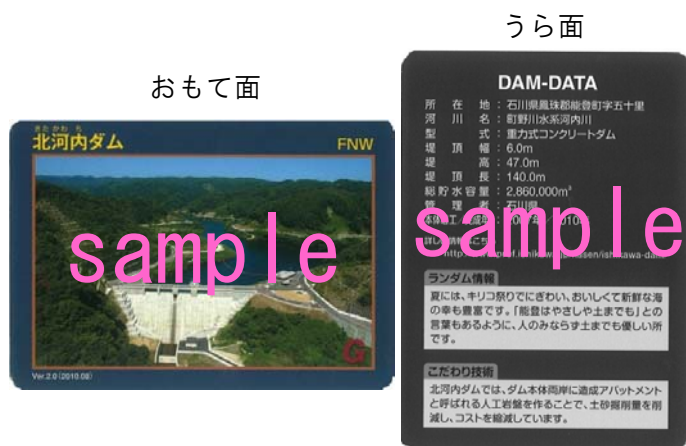 うら面
おもて面
きたかわち
北河内ダム
FNW
sample
G
Ver.2.0 (2010.08)
DAM-DATA
所在地：石川県鳳珠郡能登町字五十里
河川名：町野川水系河内川
型式：重力式コンクリートダム
堤頂幅：6.0m
堤高：47.0m
堤頂長：140.0m
総貯水容量：2,860,000m³
管理者：石川県
sample
ランダム情報
夏には、キリコ祭りでにぎわい、おいしくて新鮮な海
の幸も豊富です。「能登はやさしや土までも」との
言葉もあるように、人のみならず土までも優しい所
です。
こだわり技術
北河内ダムでは、ダム本体両岸に造成アバットメント
と呼ばれる人工岩盤を作ることで、土砂掘削量を削
減し、コストを縮減しています。